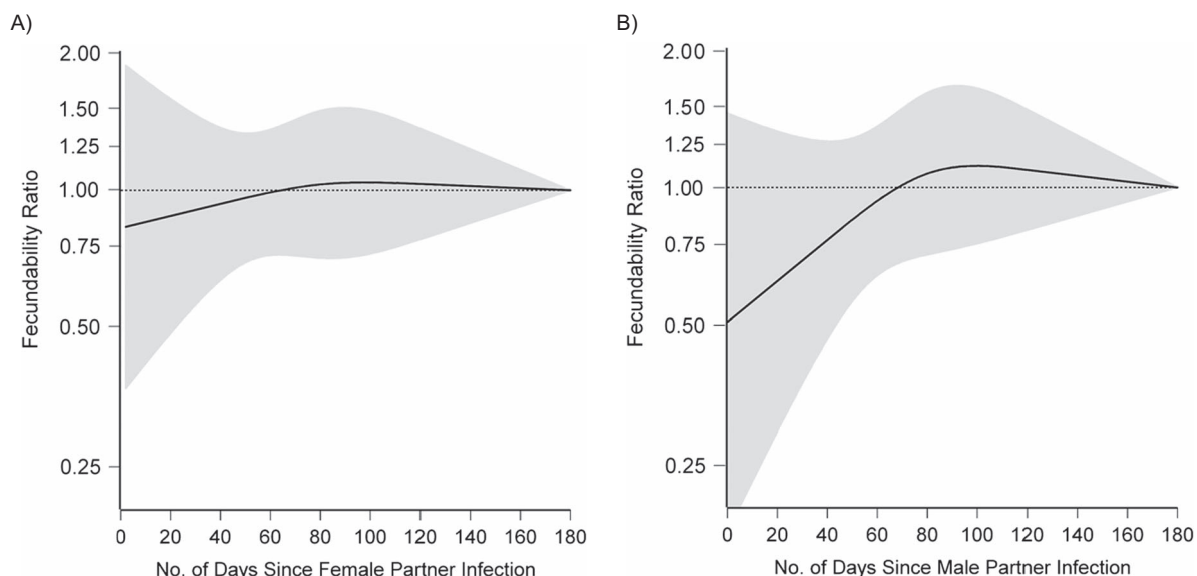 A)
2.00
1.50
1.25
1.00
0.75
0.50
0.25
Fecundability Ratio
0 20 40 60 80 100 120 140 160 180
No. of Days Since Female Partner Infection
B)
2.00
1.50
1.25
1.00
0.75
0.50
0.25
Fecundability Ratio
0 20 40 60 80 100 120 140 160 180
No. of Days Since Male Partner Infection